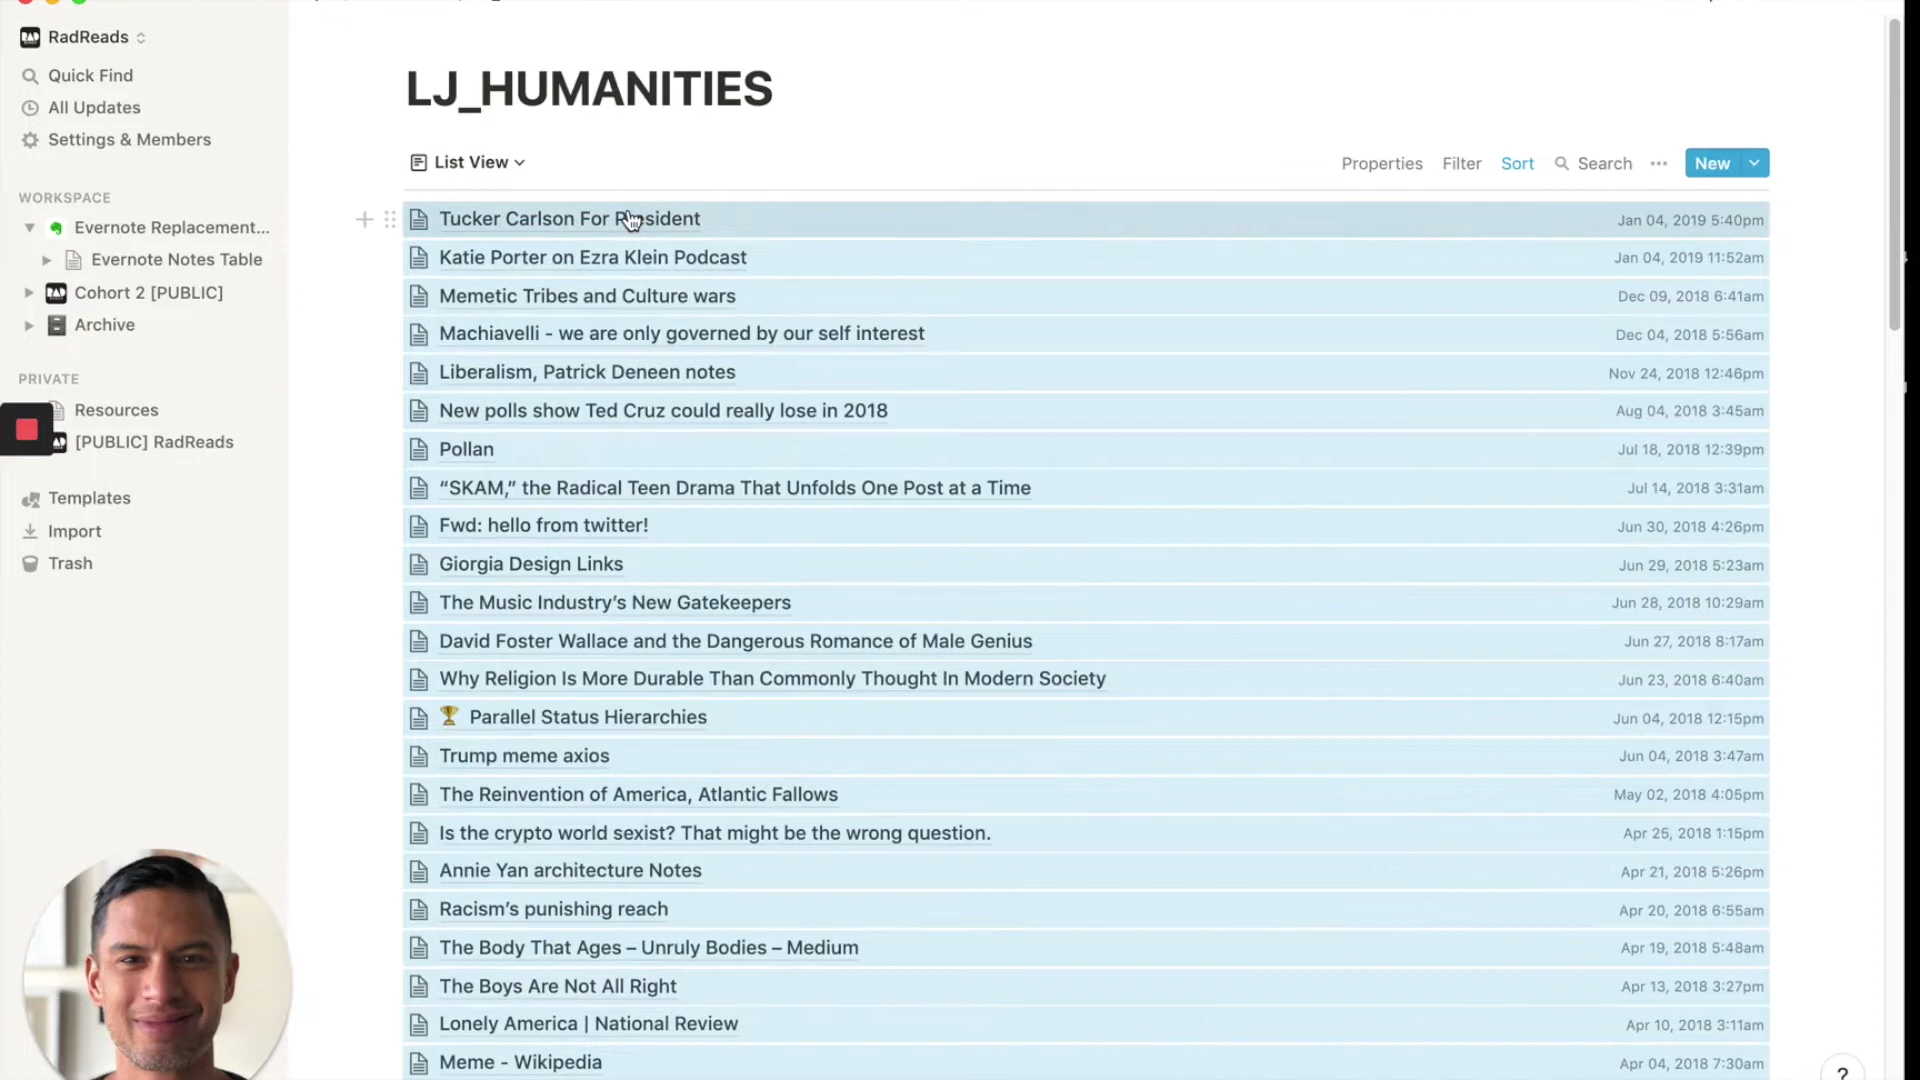 RadReads
Quick Find
All Updates
Settings & Members
WORKSPACE
Evernote Replacement...
Evernote Notes Table
Cohort 2 [PUBLIC]
Archive
PRIVATE
Resources
[PUBLIC] RadReads
Templates
Import
Trash
LJ_HUMANITIES
List View
Properties Filter Sort Search ··· New
Tucker Carlson For President Jan 04, 2019 5:40pm
Katie Porter on Ezra Klein Podcast Jan 04, 2019 11:52am
Memetic Tribes and Culture wars Dec 09, 2018 6:41am
Machiavelli - we are only governed by our self interest Dec 04, 2018 5:56am
Liberalism, Patrick Deneen notes Nov 24, 2018 12:46pm
New polls show Ted Cruz could really lose in 2018 Aug 04, 2018 3:45am
Pollan Jul 18, 2018 12:39pm
“SKAM,” the Radical Teen Drama That Unfolds One Post at a Time Jul 14, 2018 3:31am
Fwd: hello from twitter! Jun 30, 2018 4:26pm
Giorgia Design Links Jun 29, 2018 5:23am
The Music Industry’s New Gatekeepers Jun 28, 2018 10:29am
David Foster Wallace and the Dangerous Romance of Male Genius Jun 27, 2018 8:17am
Why Religion Is More Durable Than Commonly Thought In Modern Society Jun 23, 2018 6:40am
🏆 Parallel Status Hierarchies Jun 04, 2018 12:15pm
Trump meme axios Jun 04, 2018 3:47am
The Reinvention of America, Atlantic Fallows May 02, 2018 4:05pm
Is the crypto world sexist? That might be the wrong question. Apr 25, 2018 1:15pm
Annie Yan architecture Notes Apr 21, 2018 5:26pm
Racism’s punishing reach Apr 20, 2018 6:55am
The Body That Ages – Unruly Bodies – Medium Apr 19, 2018 5:48am
The Boys Are Not All Right Apr 13, 2018 3:27pm
Lonely America | National Review Apr 10, 2018 3:11am
Meme - Wikipedia Apr 04, 2018 7:30am
?